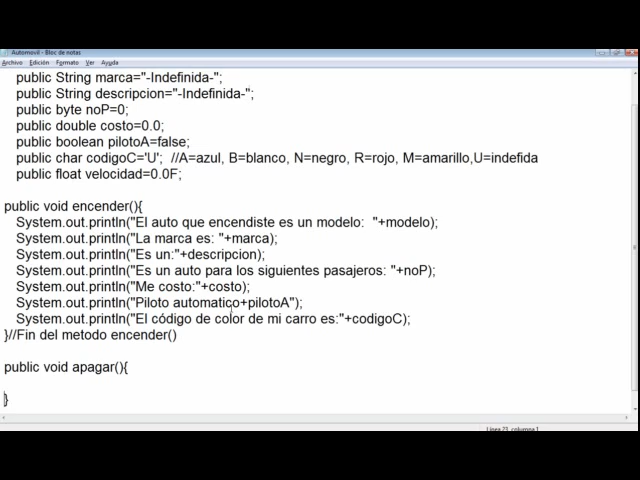 Automovil - Bloc de notas
Archivo Edición Formato Ver Ayuda
public String marca="-Indefinida-";
public String descripcion="-Indefinida-";
public byte noP=0;
public double costo=0.0;
public boolean pilotoA=false;
public char codigoC='U'; //A=azul, B=blanco, N=negro, R=rojo, M=amarillo,U=indefida
public float velocidad=0.0F;
public void encender(){
System.out.println("El auto que encendiste es un modelo: "+modelo);
System.out.println("La marca es: "+marca);
System.out.println("Es un:"+descripcion);
System.out.println("Es un auto para los siguientes pasajeros: "+noP);
System.out.println("Me costo:"+costo);
System.out.println("Piloto automatico+pilotoA");
System.out.println("El código de color de mi carro es:"+codigoC);
}//Fin del metodo encender()
public void apagar(){
}
Línea 23, columna 1